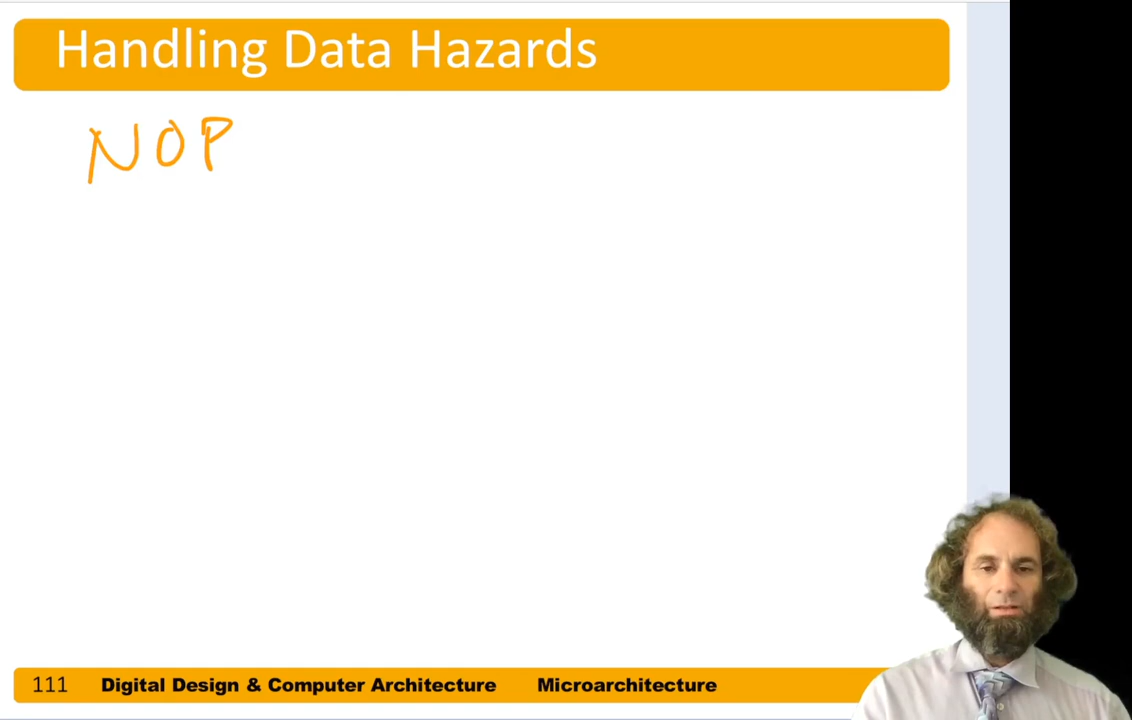 Handling Data Hazards
NOP
111 Digital Design & Computer Architecture Microarchitecture